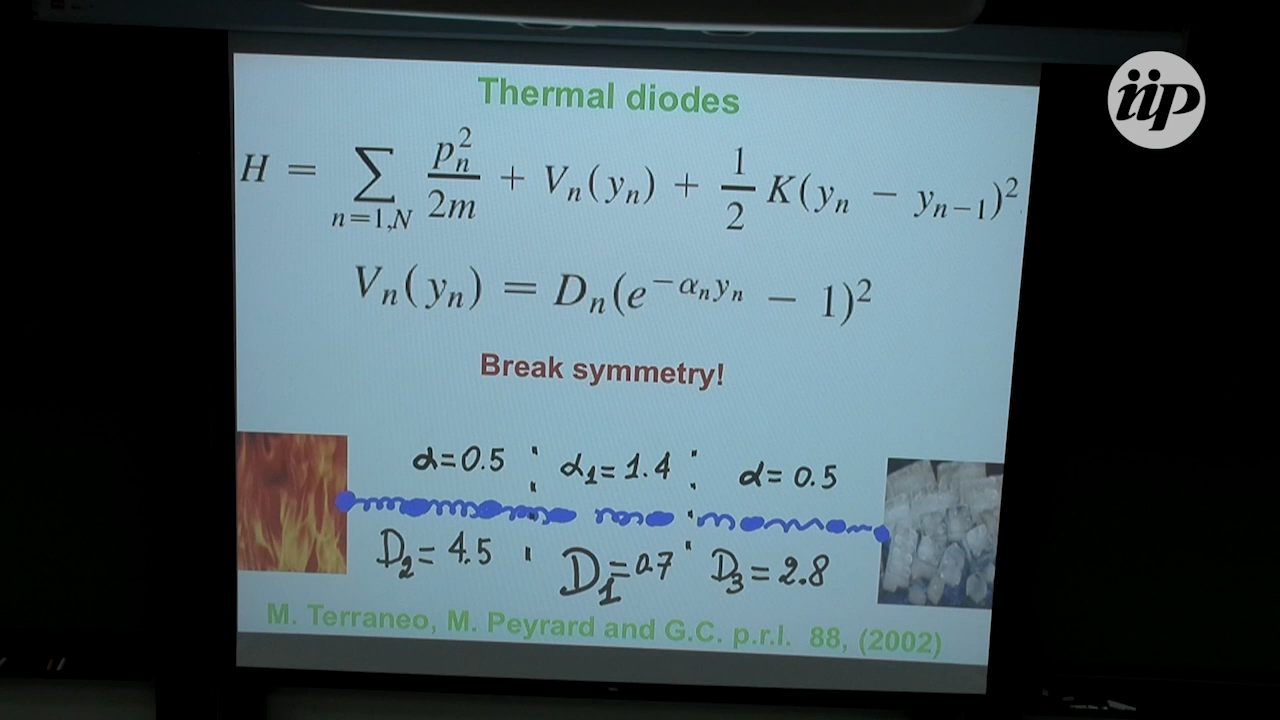 iip
Thermal diodes
H = ∑_{n=1,N} p_n^2/2m + V_n(y_n) + 1/2 K(y_n − y_{n−1})^2
V_n(y_n) = D_n(e^{−α_n y_n} − 1)^2
Break symmetry!
α=0.5 α_1=1.4 α=0.5
D_2=4.5 D_1=0.7 D_3=2.8
M. Terraneo, M. Peyrard and G.C. p.r.l. 88, (2002)